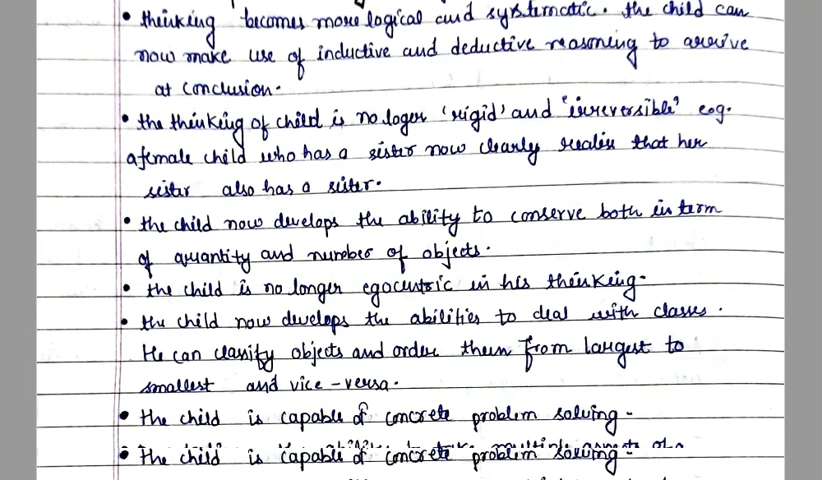 • thinking becomes more logical and systematic. the child can
now make use of inductive and deductive reasoning to arrive
at conclusion.
• the thinking of child is no loger 'rigid' and "irreversible" eg.
a female child who has a sister now clearly realise that her
sister also has a sister.
• the child now develops the ability to conserve both in term
of quantity and number of objects.
• the child is no longer egocentric in his thinking.
• the child now develops the abilities to deal with classes.
He can classify objects and order them from largest to
smallest and vice-versa.
• the child is capable of concrete problem solving.
• the child is capable of concrete problem solving.